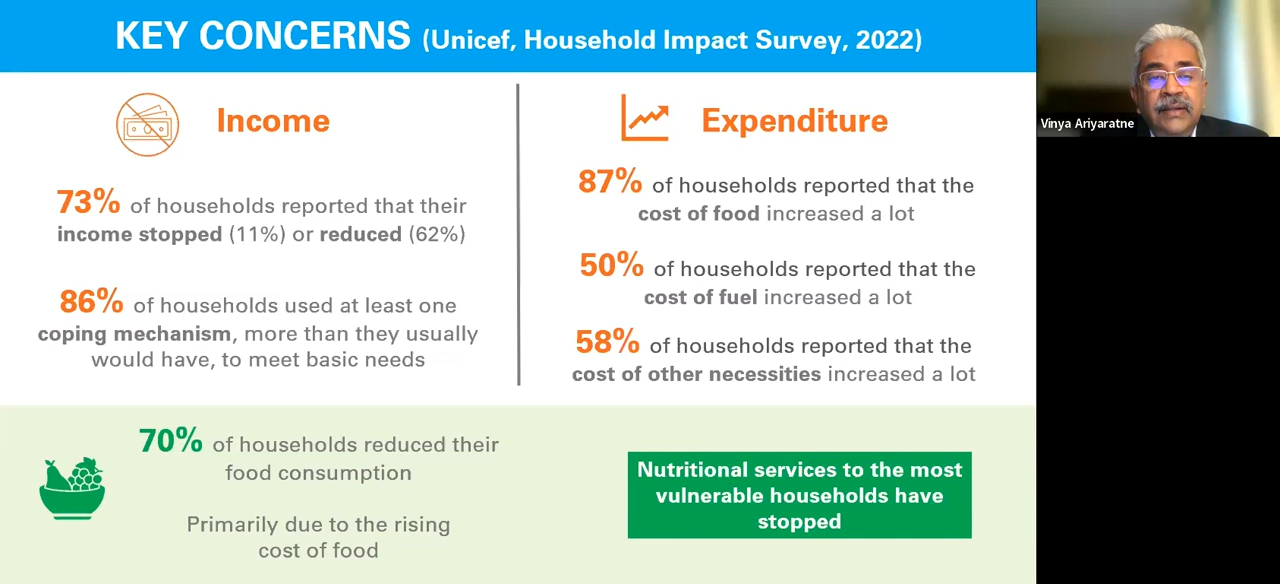 KEY CONCERNS (Unicef, Household Impact Survey, 2022)
Income
73% of households reported that their
income stopped (11%) or reduced (62%)
86% of households used at least one
coping mechanism, more than they usually
would have, to meet basic needs
Expenditure
87% of households reported that the
cost of food increased a lot
50% of households reported that the
cost of fuel increased a lot
58% of households reported that the
cost of other necessities increased a lot
70% of households reduced their
food consumption
Primarily due to the rising
cost of food
Nutritional services to the most
vulnerable households have
stopped
Vinya Ariyaratne